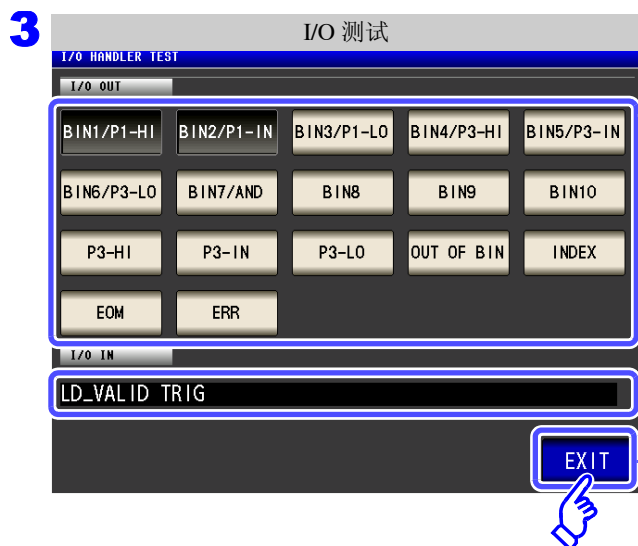 3
I/O 测试
I/O HANDLER TEST
I/O OUT
BIN1/P1-HI BIN2/P1-IN BIN3/P1-LO BIN4/P3-HI BIN5/P3-IN
BIN6/P3-LO BIN7/AND BIN8 BIN9 BIN10
P3-HI P3-IN P3-LO OUT OF BIN INDEX
EOM ERR
I/O IN
LD_VALID TRIG
EXIT